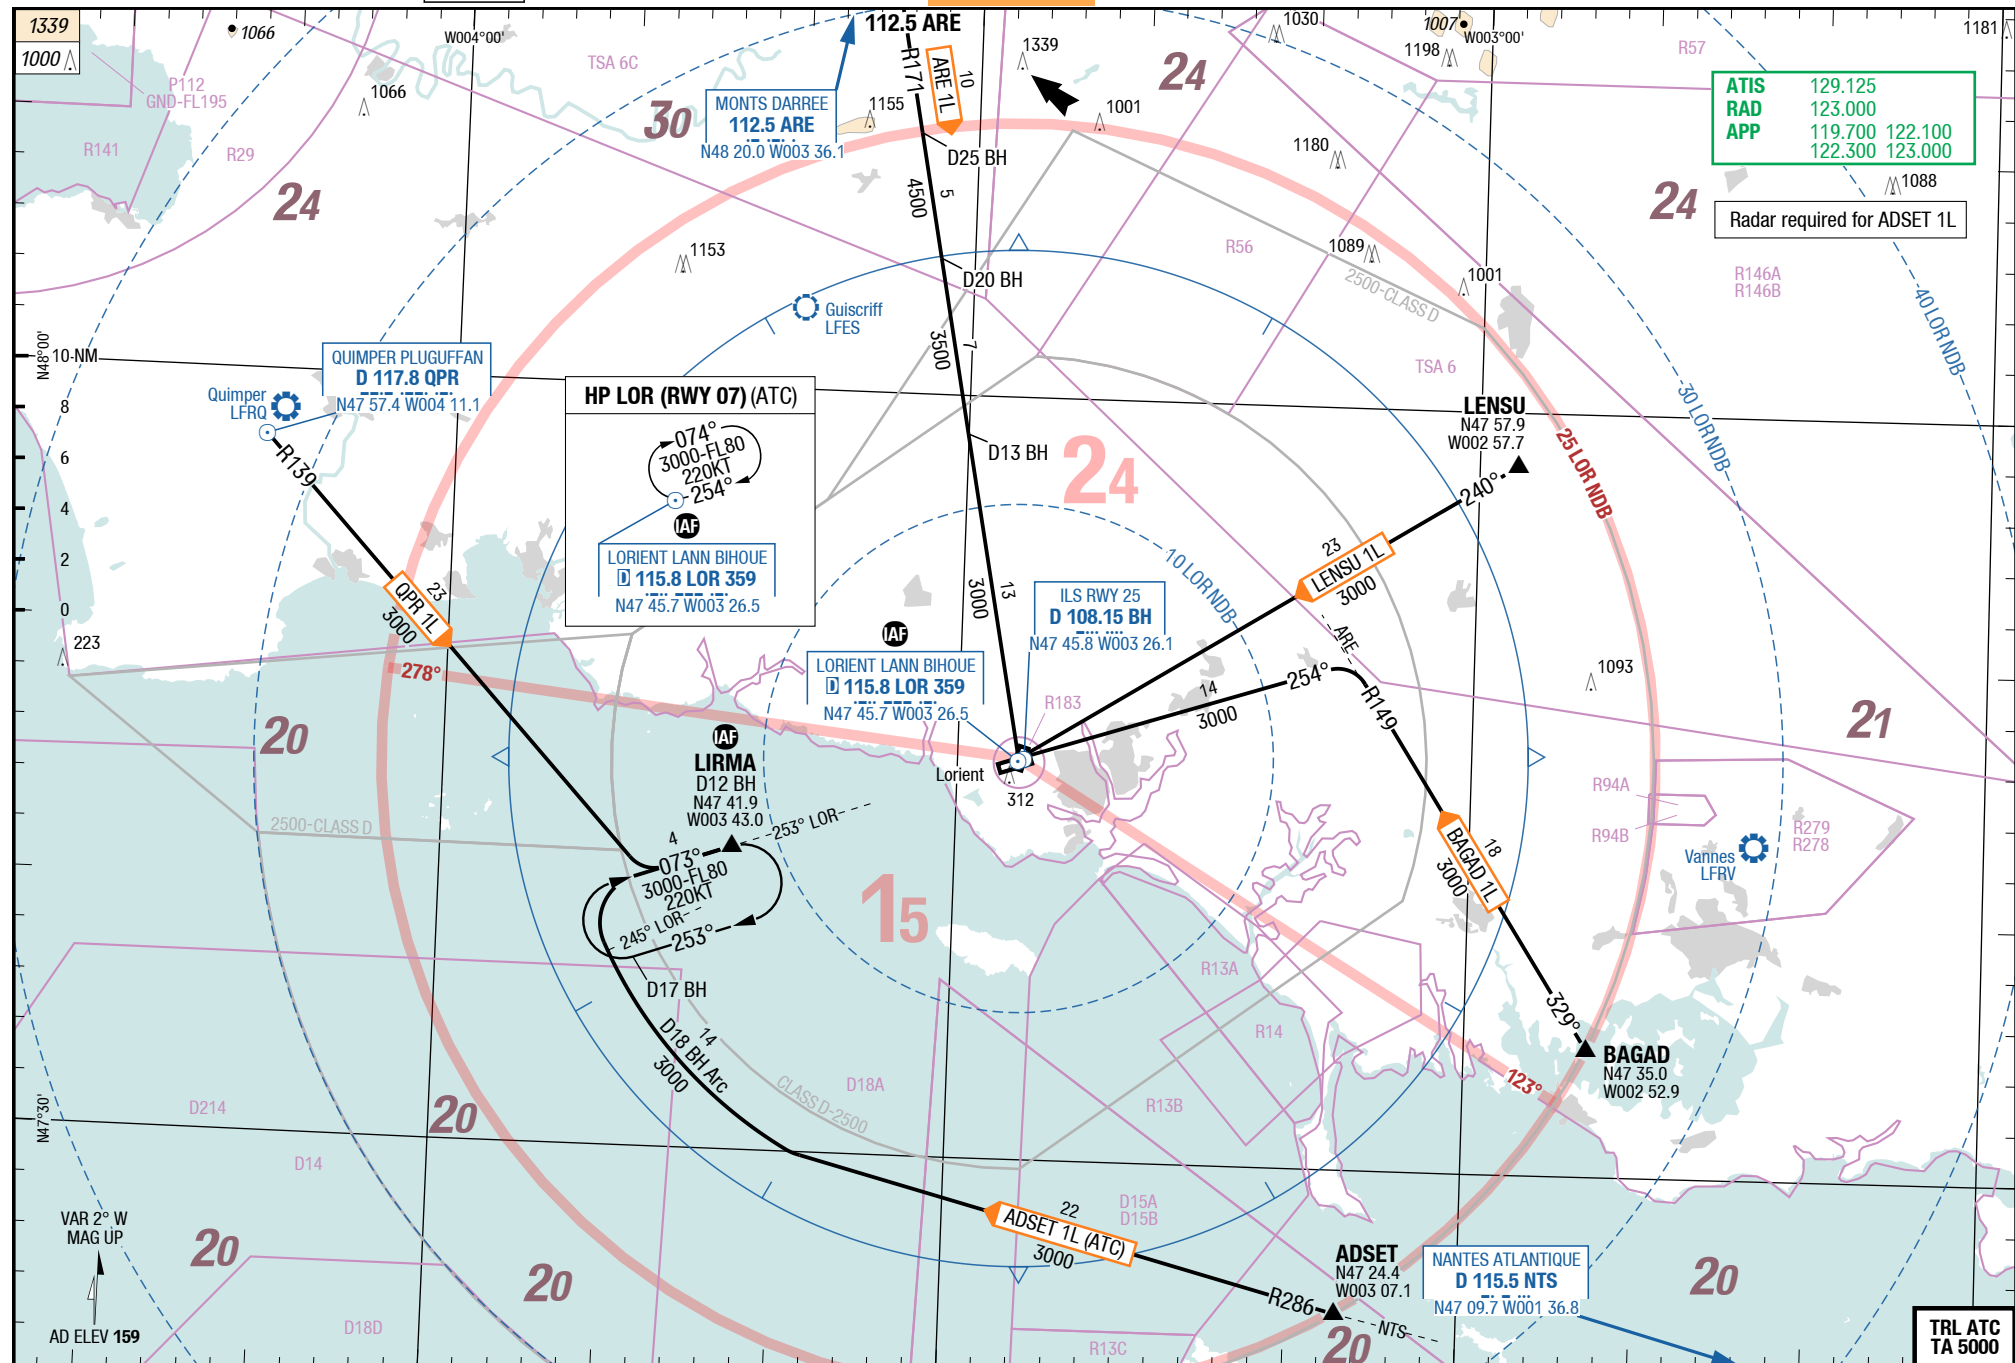 1339
1000
1066
W004°00'
112.5 ARE
1339
1030
1007
1198
W003°00'
1181
R57
TSA 6C
P112
GND-FL195
1066
R141
R29
30
24
24
24
MONTS DARREE
112.5 ARE
N48 20.0 W003 36.1
1155
R171
ARE 1L
10
1001
1180
ATIS 129.125
RAD 123.000
APP 119.700 122.100
122.300 123.000
1088
Radar required for ADSET 1L
D25 BH
4500
5
D20 BH
3500
7
D13 BH
3000
13
1153
Guiscriff
LFES
R56
1089
1001
2500-CLASS D
R146A
R146B
40 LOR NDB
30 LOR NDB
25 LOR NDB
10 LOR NDB
TSA 6
N48°00'
10-NM
8
6
4
2
0
Quimper
LFRQ
QUIMPER PLUGUFFAN
D 117.8 QPR
N47 57.4 W004 11.1
R139
QPR 1L
23
3000
HP LOR (RWY 07) (ATC)
074°
3000-FL80
220KT
254°
IAF
LORIENT LANN BIHOUE
D 115.8 LOR 359
N47 45.7 W003 26.5
24
LENSU
N47 57.9
W002 57.7
240°
23
LENSU 1L
3000
ARE
ILS RWY 25
D 108.15 BH
N47 45.8 W003 26.1
IAF
LORIENT LANN BIHOUE
D 115.8 LOR 359
N47 45.7 W003 26.5
R183
14
3000
254°
R149
1093
21
223
278°
20
IAF
LIRMA
D12 BH
N47 41.9
W003 43.0
Lorient
312
R94A
R94B
R279
R278
Vannes
LFRV
2500-CLASS D
4
073°
3000-FL80
220KT
253° LOR
245° LOR
253°
D17 BH
15
BAGAD 1L
18
3000
329°
BAGAD
N47 35.0
W002 52.9
123°
R13A
R14
R13B
D18A
CLASS D-2500
14
D18 BH Arc
3000
D214
20
N47°30'
D14
D15A
D15B
22
ADSET 1L (ATC)
3000
R286
ADSET
N47 24.4
W003 07.1
NTS
NANTES ATLANTIQUE
D 115.5 NTS
N47 09.7 W001 36.8
20
20
20
20
VAR 2° W
MAG UP
AD ELEV 159
D18D
R13C
TRL ATC
TA 5000